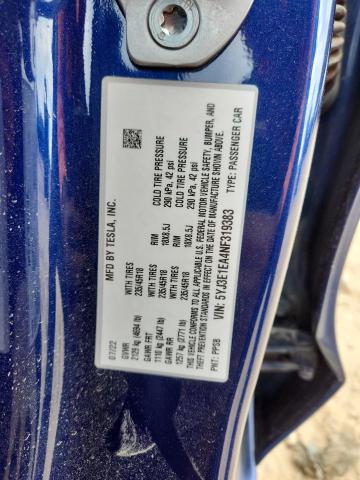 MFD BY TESLA, INC.
07/22
GVWR
2129 kg (4694 lb)
GAWR FRT WITH TIRES RIM COLD TIRE PRESSURE
1110 kg (2447 lb) 235/45R18 18X8.5J 290 kPa, 42 psi
GAWR RR WITH TIRES RIM COLD TIRE PRESSURE
1257 kg (2771 lb) 235/45R18 18X8.5J 290 kPa, 42 psi
THIS VEHICLE CONFORMS TO ALL APPLICABLE FEDERAL MOTOR VEHICLE SAFETY, BUMPER, AND
THEFT PREVENTION STANDARDS IN EFFECT ON THE DATE OF MANUFACTURE SHOWN ABOVE.
VIN: 5YJ3E1EA4NF319383 TYPE: PASSENGER CAR
PNT: PPSB